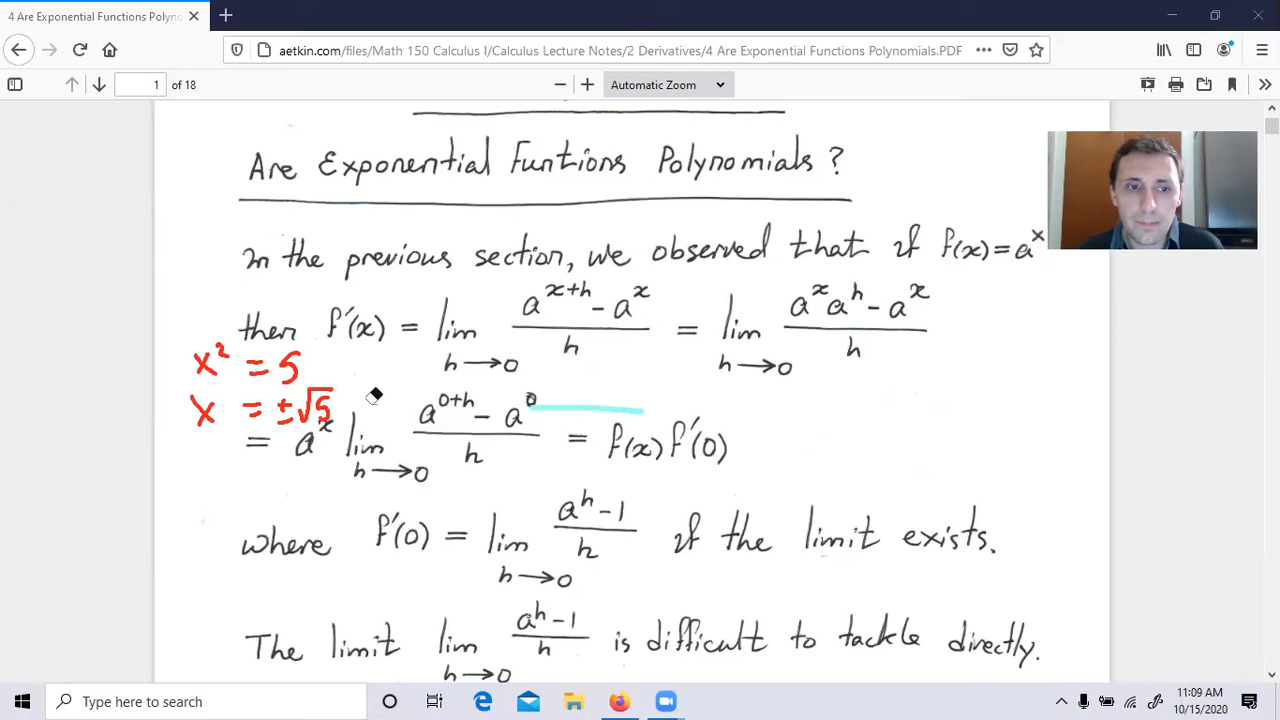 4 Are Exponential Functions Polyno
aetkin.com/files/Math 150 Calculus I/Calculus Lecture Notes/2 Derivatives/4 Are Exponential Functions Polynomials.PDF
1 of 18
Automatic Zoom
Are Exponential Funtions Polynomials?
In the previous section, we observed that if f(x)=a^x
then f'(x) = lim h→0 (a^(x+h) - a^x)/h = lim h→0 (a^x a^h - a^x)/h
x² = 5
x = ±√5
= a^x lim h→0 (a^(0+h) - a^0)/h = f(x) f'(0)
where f'(0) = lim h→0 (a^h - 1)/h if the limit exists.
The limit lim h→0 (a^h - 1)/h is difficult to tackle directly.
Type here to search
11:09 AM
10/15/2020